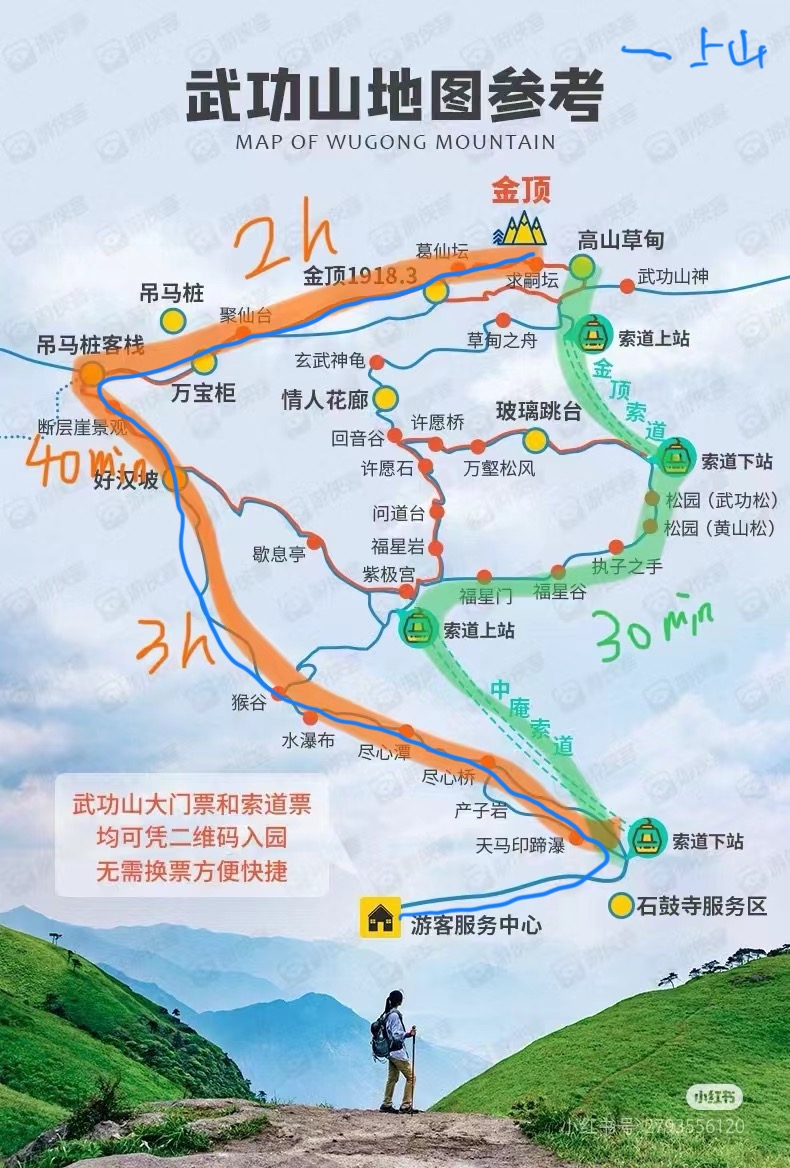 一上山
武功山地图参考
MAP OF WUGONG MOUNTAIN
金顶
2h
葛仙坛
高山草甸
金顶1918.3
求嗣坛
武功山神
吊马桩
聚仙台
草甸之舟
索道上站
吊马桩客栈
玄武神龟
金顶索道
万宝柜
情人花廊
玻璃跳台
断层崖景观
许愿桥
回音谷
40min
好汉坡
许愿石
万壑松风
索道下站
松园（武功松）
问道台
松园（黄山松）
歇息亭
福星岩
执子之手
紫极宫
福星门
福星谷
3h
索道上站
30min
猴谷
中庵索道
水瀑布
尽心潭
尽心桥
武功山大门票和索道票
均可凭二维码入园
无需换票方便快捷
产子岩
天马印蹄瀑
索道下站
石鼓寺服务区
游客服务中心
小红书
小红书号:2793556120